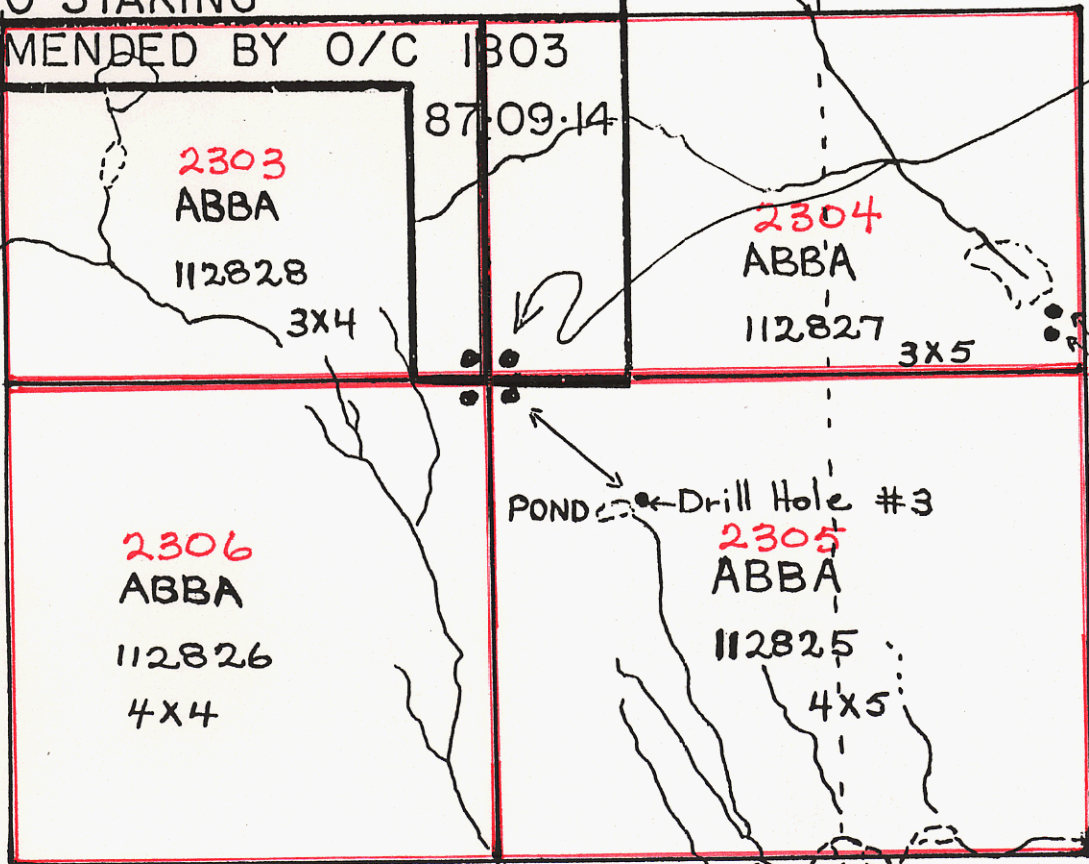 O STAKING
MENDED BY O/C 1303
87·09·14
2303
ABBA
112828
3X4
2304
ABBA
112827
3X5
POND
Drill Hole #3
2305
ABBA
112825
4X5
2306
ABBA
112826
4X4